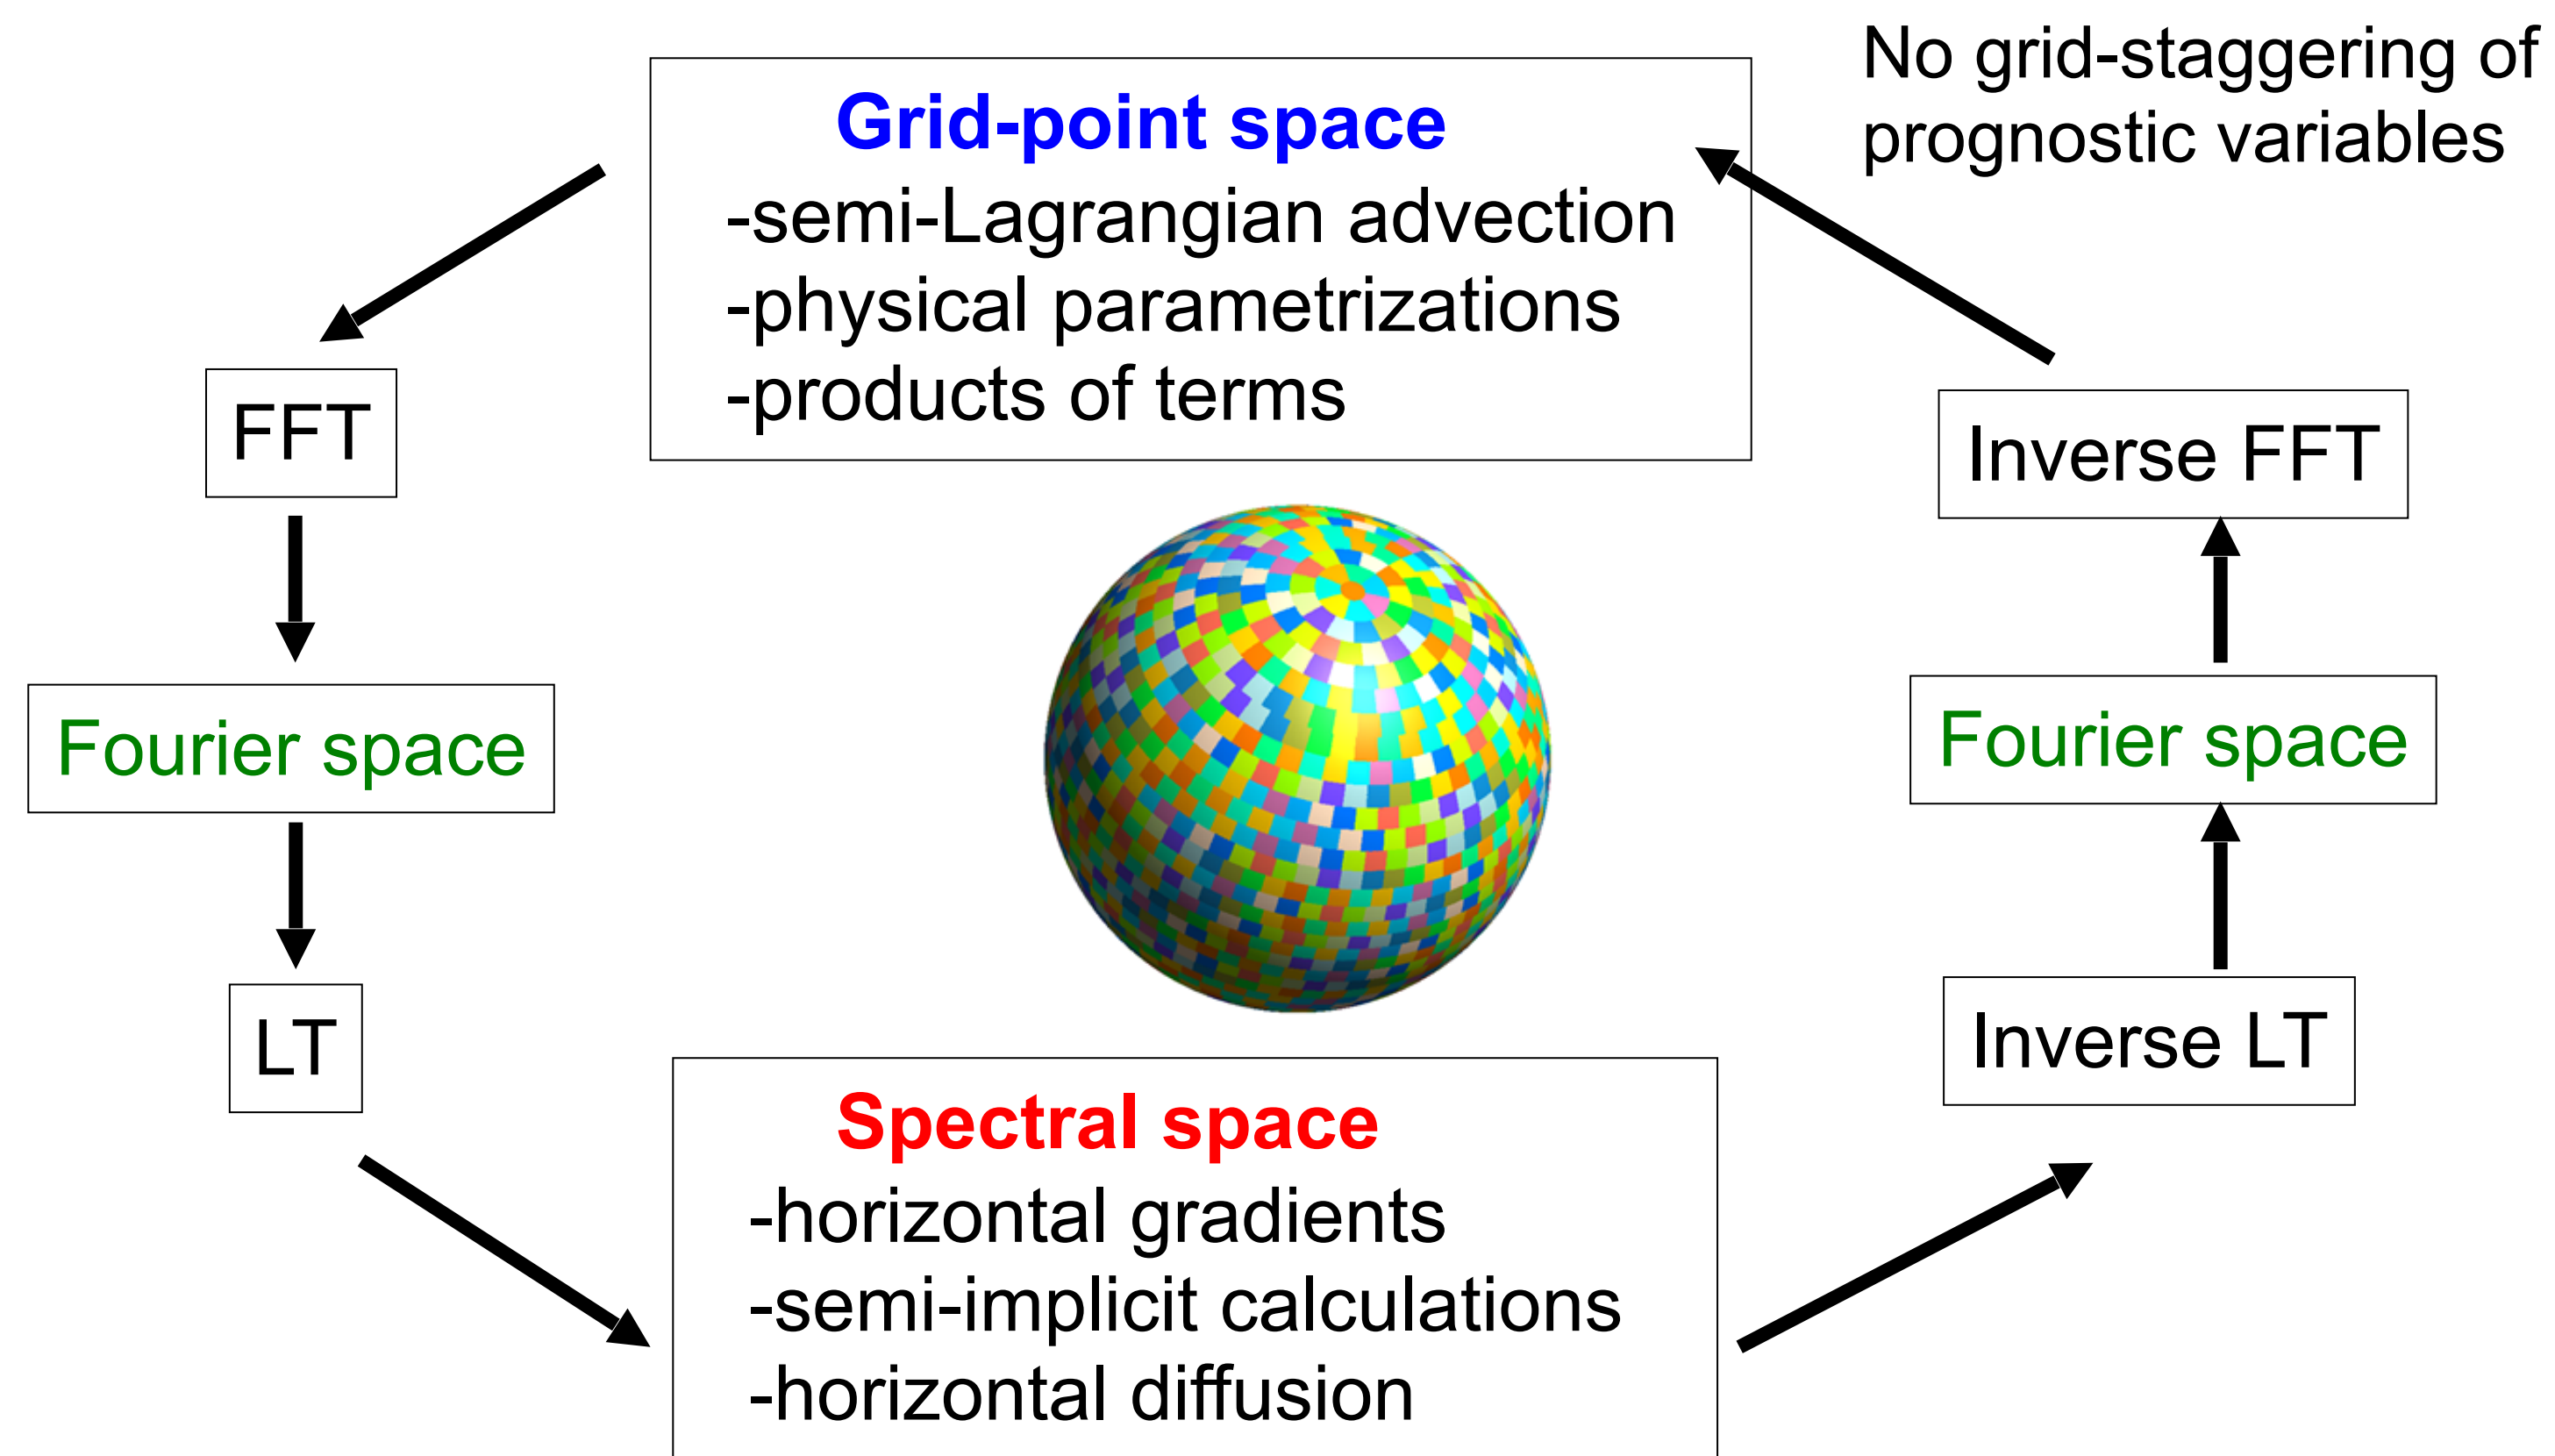 No grid-staggering of
prognostic variables
Grid-point space
-semi-Lagrangian advection
-physical parametrizations
-products of terms
FFT
Inverse FFT
Fourier space
Fourier space
LT
Inverse LT
Spectral space
-horizontal gradients
-semi-implicit calculations
-horizontal diffusion